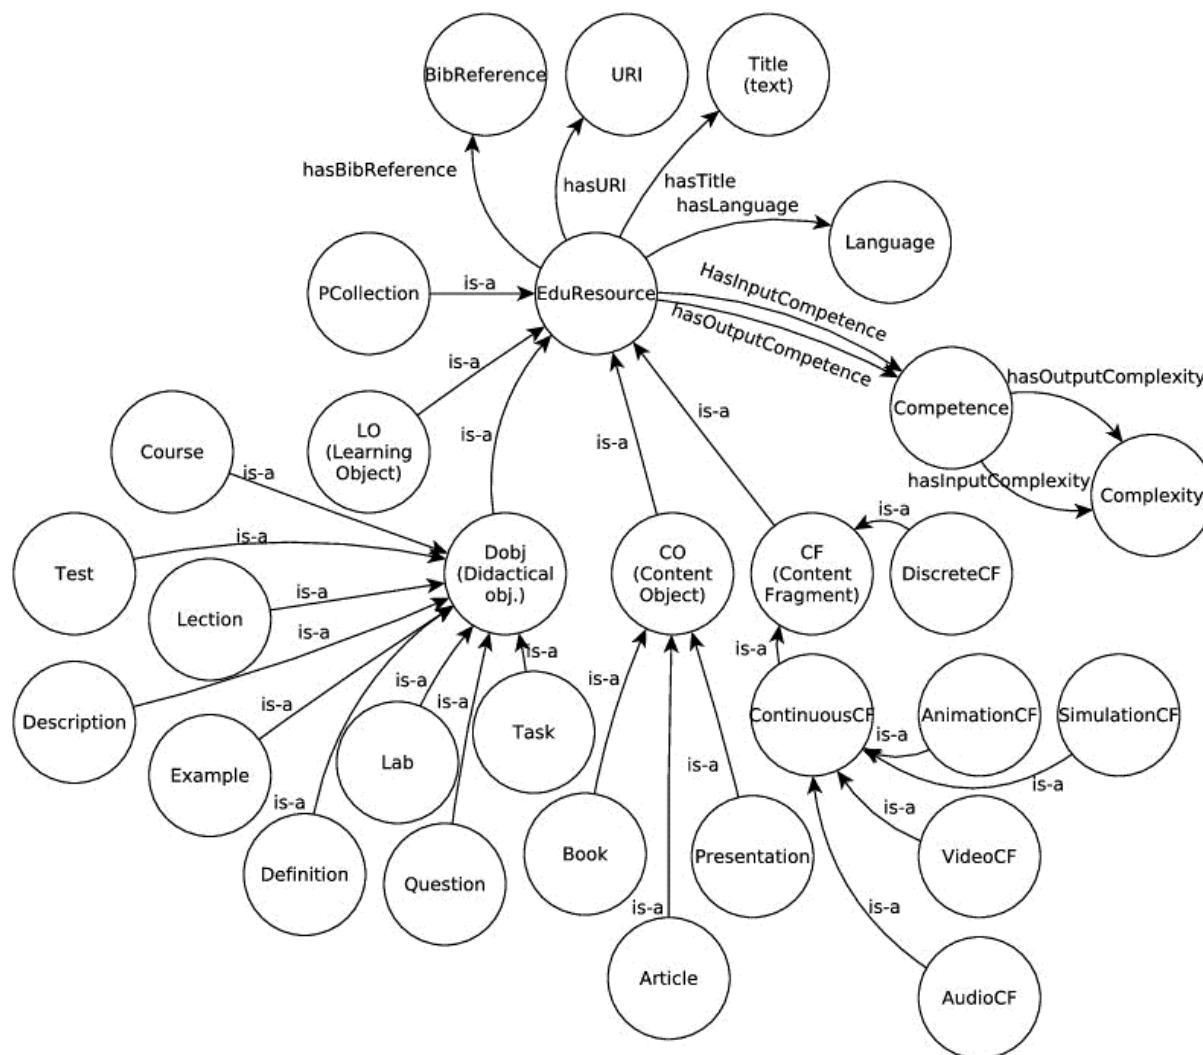 BibReference
URI
Title
(text)
hasBibReference
hasURI
hasTitle
hasLanguage
Language
PCollection
is-a
EduResource
HasInputCompetence
hasOutputCompetence
is-a
hasOutputComplexity
Competence
is-a
LO
(Learning
Object)
is-a
is-a
Course
is-a
hasInputComplexity
Complexity
is-a
is-a
Test
Dobj
(Didactical
obj.)
CO
(Content
Object)
CF
(Content
Fragment)
DiscreteCF
Lection
is-a
is-a
is-a
is-a
Description
is-a
is-a
is-a
is-a
ContinuousCF
AnimationCF
SimulationCF
Example
Lab
Task
is-a
is-a
is-a
is-a
is-a
Definition
Question
Book
Presentation
VideoCF
is-a
is-a
Article
AudioCF